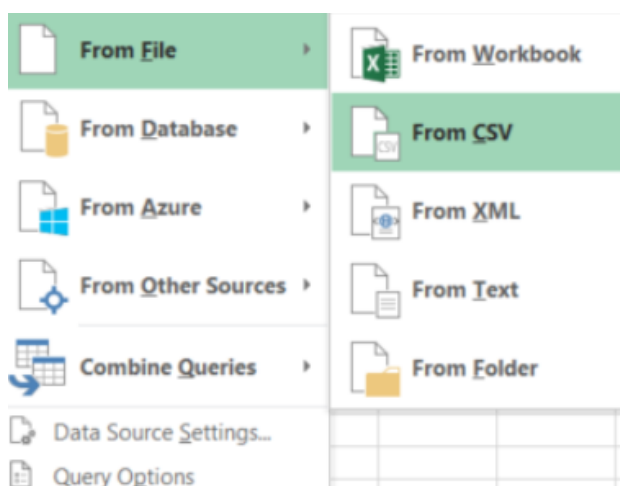 From File
From Database
From Azure
From Other Sources
Combine Queries
Data Source Settings...
Query Options
From Workbook
From CSV
CSV
From XML
From Text
From Folder